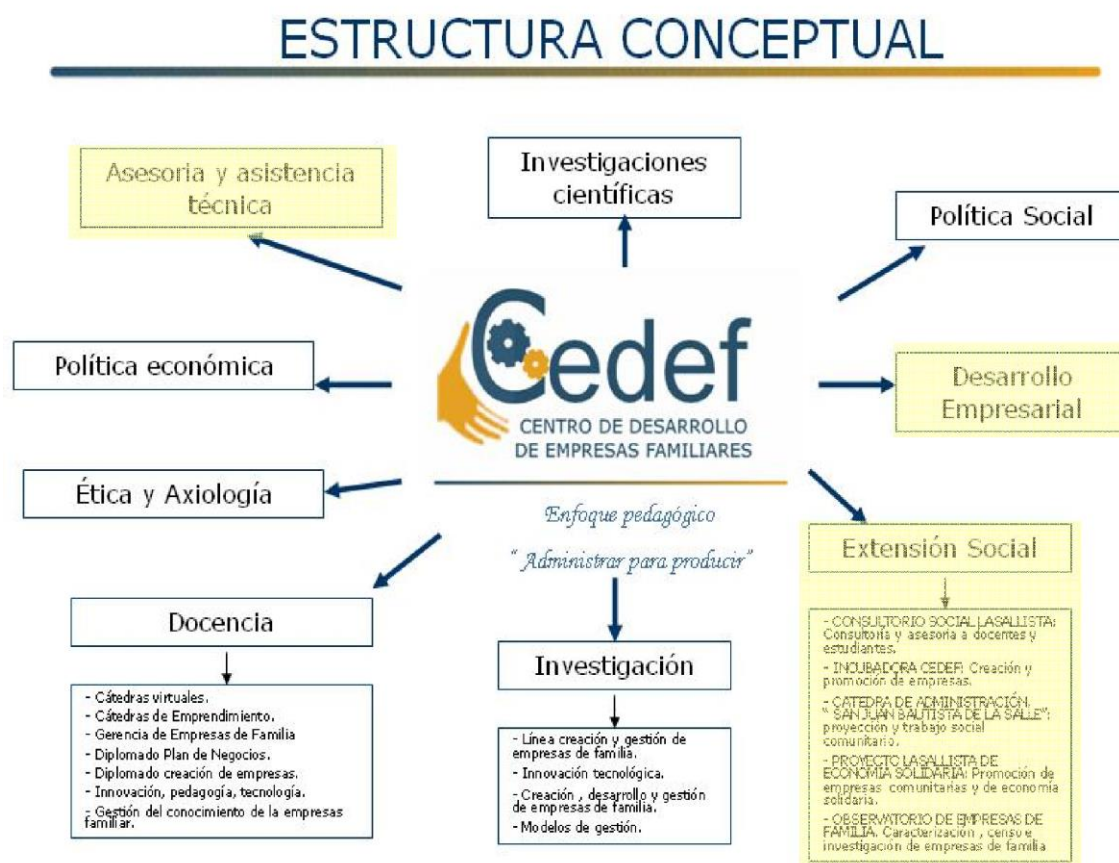 ESTRUCTURA CONCEPTUAL
Asesoria y asistencia
técnica
Investigaciones
científicas
Política Social
Política económica
Cedef
CENTRO DE DESARROLLO
DE EMPRESAS FAMILIARES
Desarrollo
Empresarial
Ética y Axiología
Enfoque pedagógico
“ Administrar para producir”
Extensión Social
Docencia
- Cátedras virtuales.
- Cátedras de Emprendimiento.
- Gerencia de Empresas de Familia
- Diplomado Plan de Negocios.
- Diplomado creación de empresas.
- Innovación, pedagogía, tecnología.
- Gestión del conocimiento de la empresas
familiar.
Investigación
- Línea creación y gestión de
empresas de familia.
- Innovación tecnológica.
- Creación , desarrollo y gestión
de empresas de familia.
- Modelos de gestión.
- CONSULTORIO SOCIAL LASALLISTA:
Consultoría y asesoría a docentes y
estudiantes.
- INCUBADORA CEDEF: Creación y
promoción de empresas.
- CATEDRA DE ADMINISTRACIÓN.
“ SAN JUAN BAUTISTA DE LA SALLE”:
proyección y trabajo social
comunitario.
- PROYECTO LASALLISTA DE
ECONOMÍA SOLIDARIA: Promoción de
empresas comunitarias y de economía
solidaria.
- OBSERVATORIO DE EMPRESAS DE
FAMILIA. Caracterización , censo e
investigación de empresas de familia